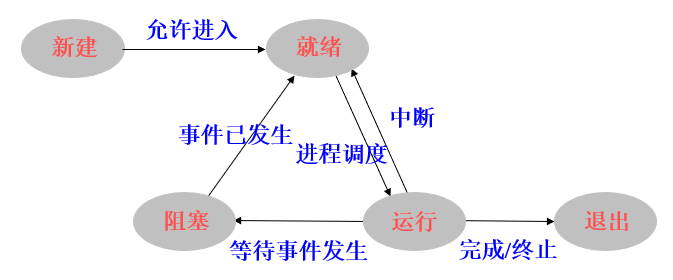 允许进入
新建
就绪
中断
事件已发生
进程调度
阻塞
运行
退出
等待事件发生
完成/终止